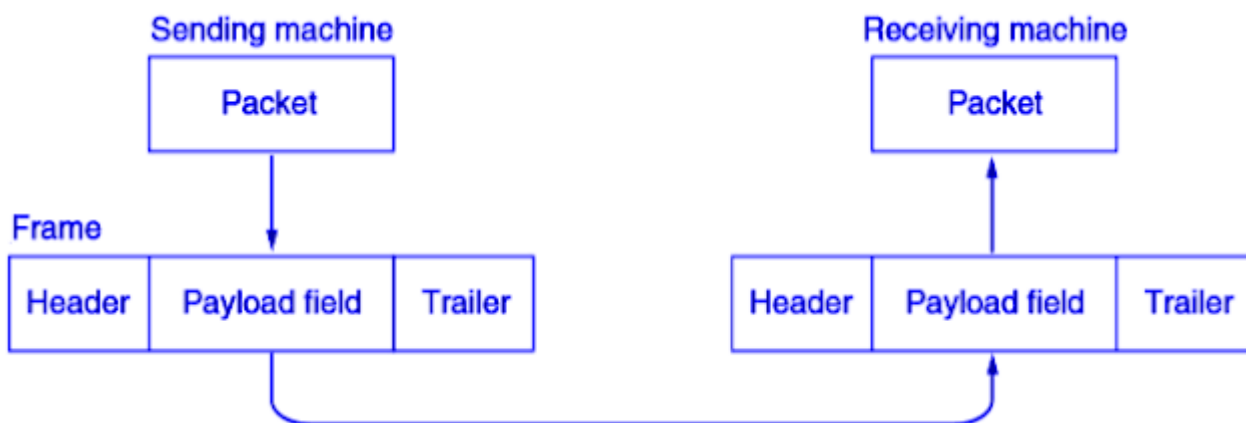 Sending machine
Receiving machine
Packet
Packet
Frame
Header
Payload field
Trailer
Header
Payload field
Trailer